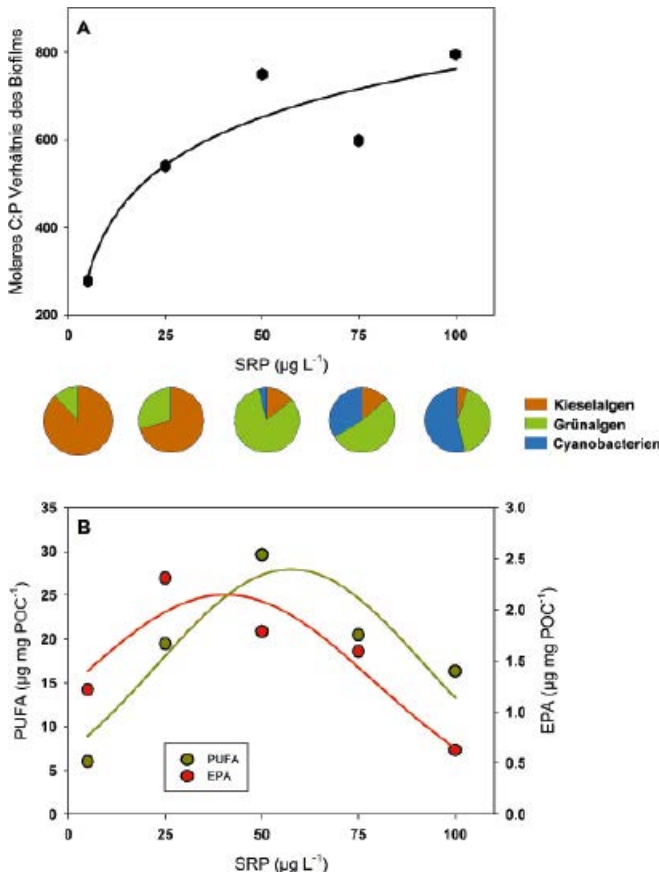 A
Molares C:P Verhältnis des Biofilms
800
600
400
200
0
25
50
75
100
SRP (µg L⁻¹)
Kieselalgen
Grünalgen
Cyanobacterien
B
PUFA (µg mg POC⁻¹)
35
30
25
20
15
10
5
0
3.0
2.5
2.0
1.5
1.0
0.5
0.0
EPA (µg mg POC⁻¹)
PUFA
EPA
0
25
50
75
100
SRP (µg L⁻¹)